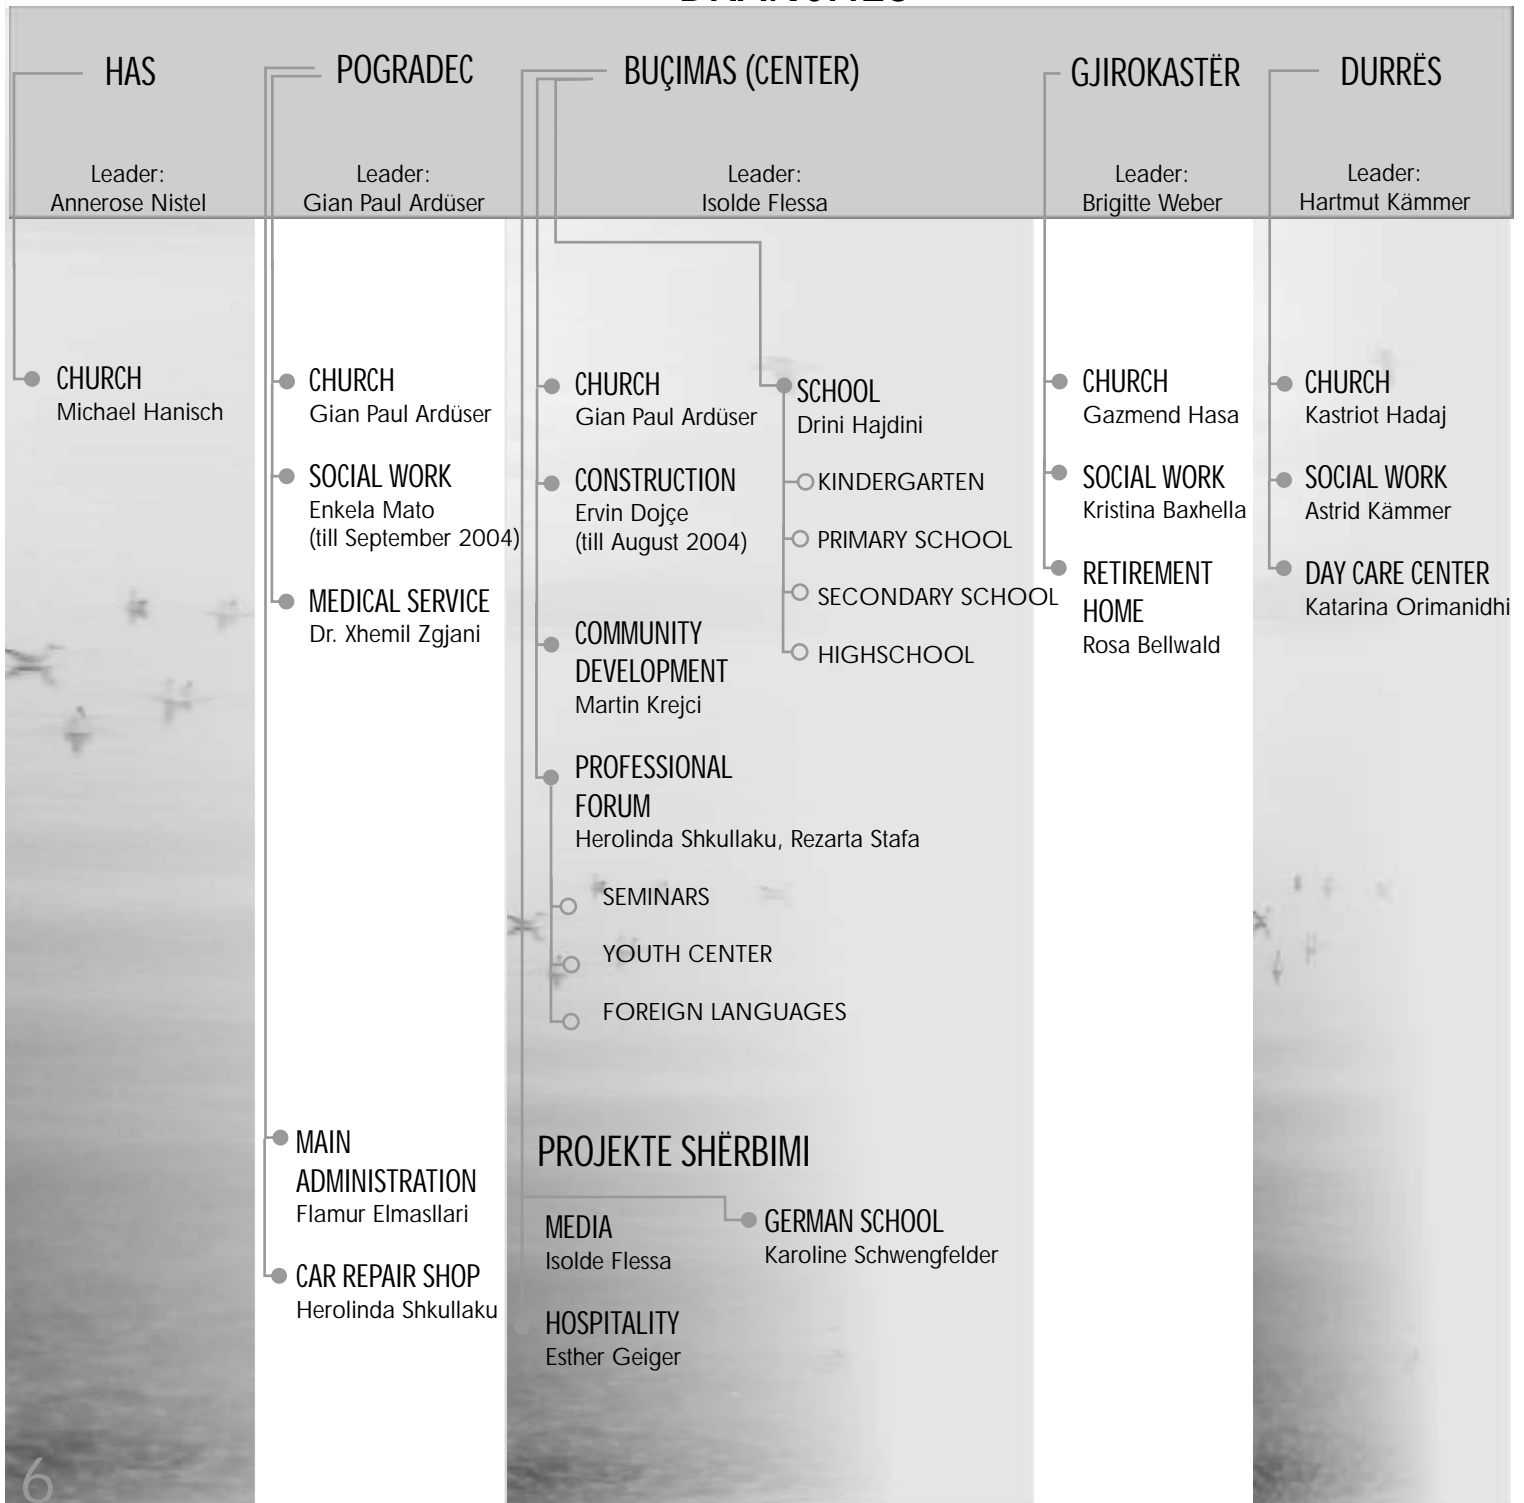 HAS
Leader:
Annerose Nistel
CHURCH
Michael Hanisch
POGRADEC
Leader:
Gian Paul Ardüser
CHURCH
Gian Paul Ardüser
SOCIAL WORK
Enkela Mato
(till September 2004)
MEDICAL SERVICE
Dr. Xhemil Zgjani
MAIN
ADMINISTRATION
Flamur Elmasllari
CAR REPAIR SHOP
Herolinda Shkullaku
BUÇIMAS (CENTER)
Leader:
Isolde Flessa
CHURCH
Gian Paul Ardüser
CONSTRUCTION
Ervin Dojçe
(till August 2004)
COMMUNITY
DEVELOPMENT
Martin Krejci
PROFESSIONAL
FORUM
Herolinda Shkullaku, Rezarta Stafa
SEMINARS
YOUTH CENTER
FOREIGN LANGUAGES
SCHOOL
Drini Hajdini
KINDERGARTEN
PRIMARY SCHOOL
SECONDARY SCHOOL
HIGHSCHOOL
PROJEKTE SHËRBIMI
MEDIA
Isolde Flessa
HOSPITALITY
Esther Geiger
GERMAN SCHOOL
Karoline Schwengfelder
GJIROKASTËR
Leader:
Brigitte Weber
CHURCH
Gazmend Hasa
SOCIAL WORK
Kristina Baxhella
RETIREMENT
HOME
Rosa Bellwald
DURRËS
Leader:
Hartmut Kämmer
CHURCH
Kastriot Hadaj
SOCIAL WORK
Astrid Kämmer
DAY CARE CENTER
Katarina Orimanidhi
6